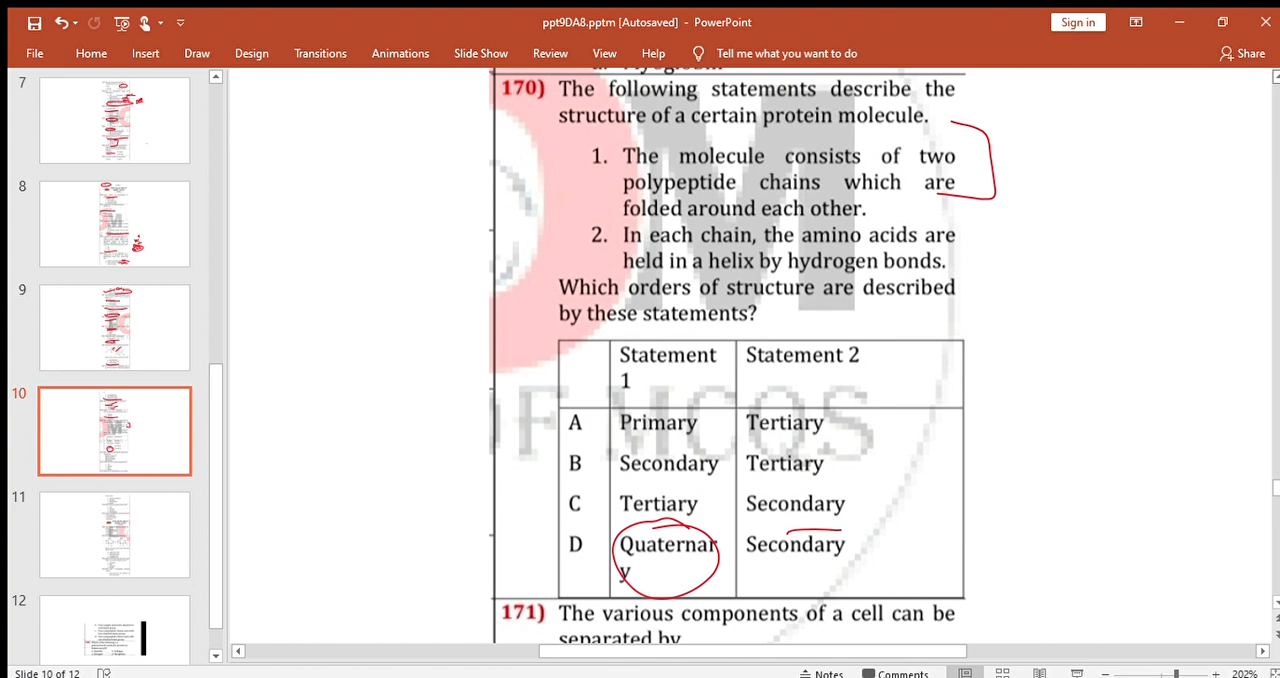 ppt9DA8.pptm [Autosaved] - PowerPoint
Sign in
File Home Insert Draw Design Transitions Animations Slide Show Review View Help Tell me what you want to do Share
7
8
9
10
11
12
170) The following statements describe the
structure of a certain protein molecule.
1. The molecule consists of two
polypeptide chains which are
folded around each other.
2. In each chain, the amino acids are
held in a helix by hydrogen bonds.
Which orders of structure are described
by these statements?
Statement Statement 2
1
A Primary Tertiary
B Secondary Tertiary
C Tertiary Secondary
D Quaternar Secondary
y
171) The various components of a cell can be
separated by
Slide 10 of 12 Notes Comments 202%